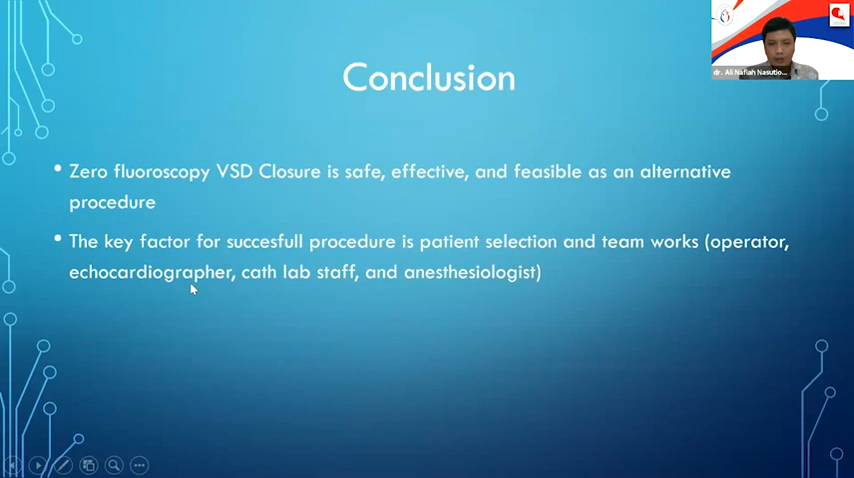 Conclusion
dr. Ali Nafiah Nasutio...
• Zero fluoroscopy VSD Closure is safe, effective, and feasible as an alternative
procedure
• The key factor for succesfull procedure is patient selection and team works (operator,
echocardiographer, cath lab staff, and anesthesiologist)